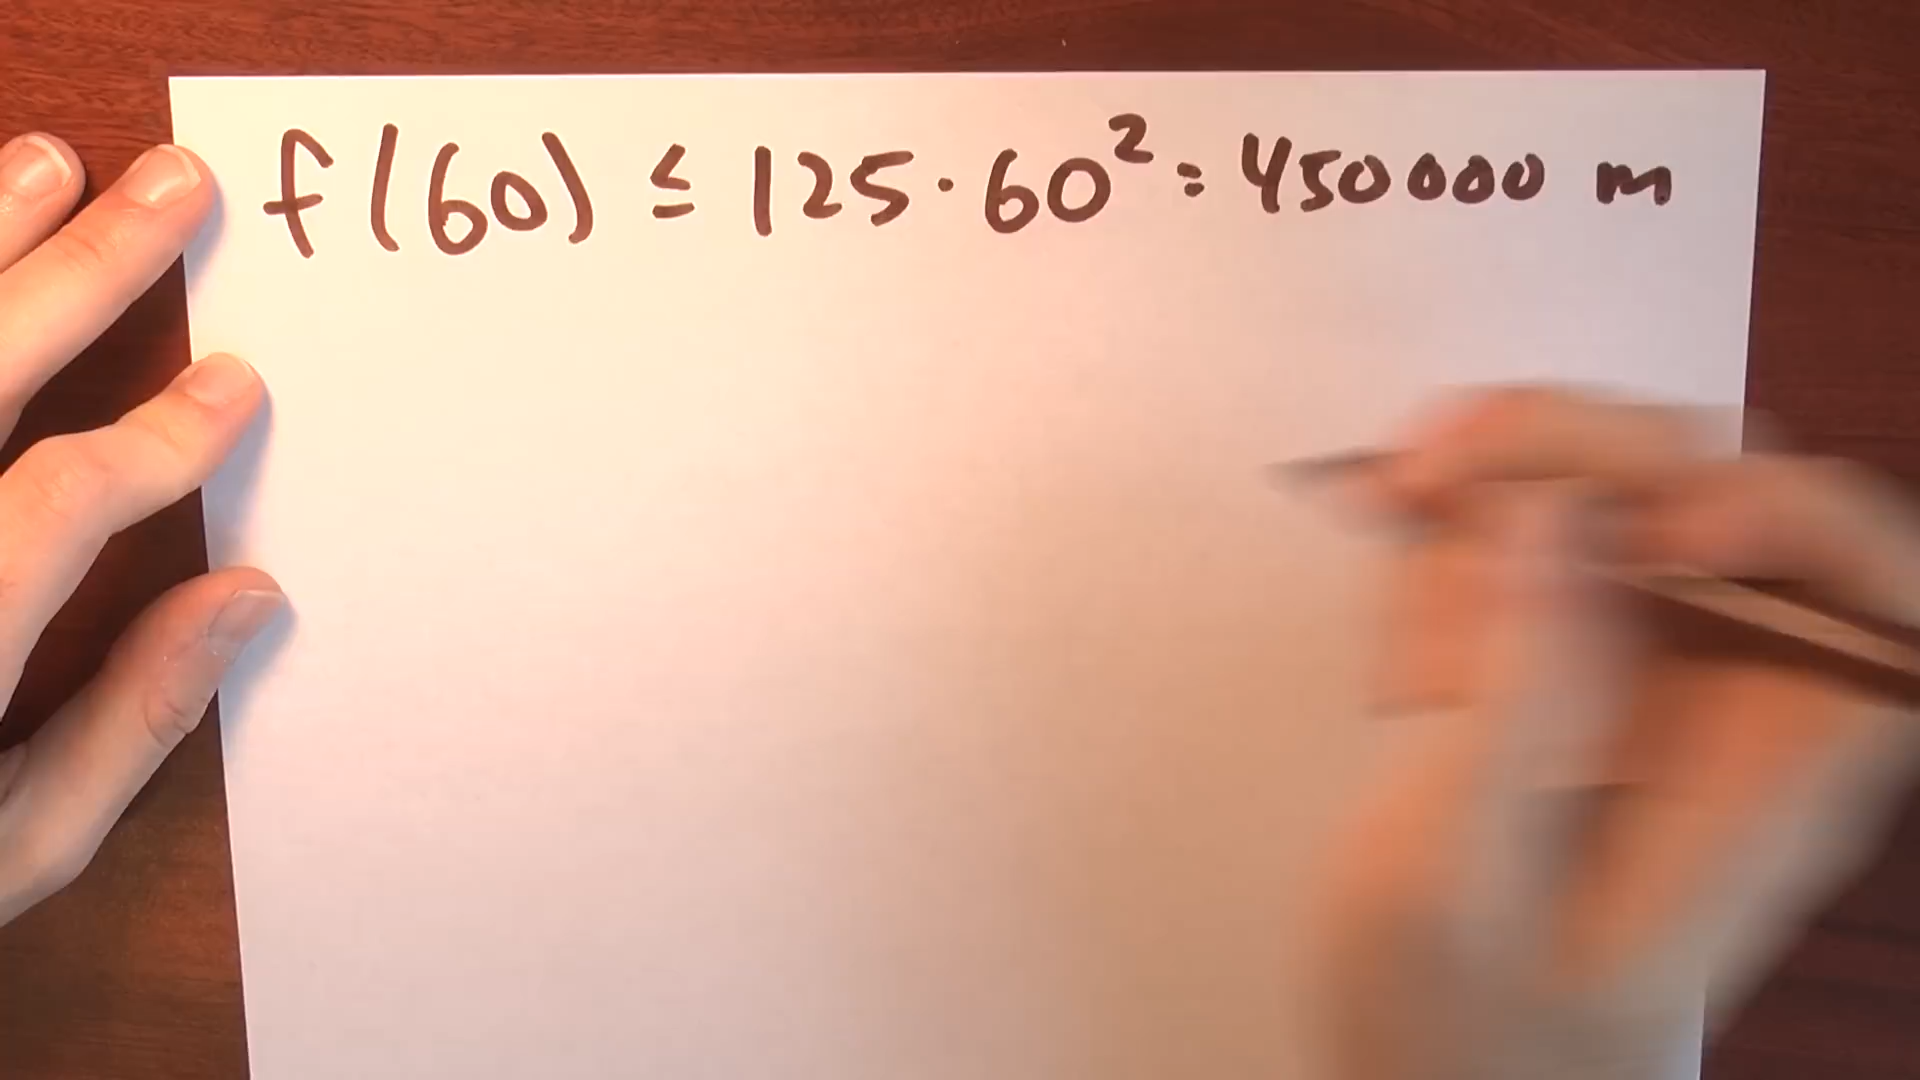 f(60) ≤ 125 · 60² = 450000 m